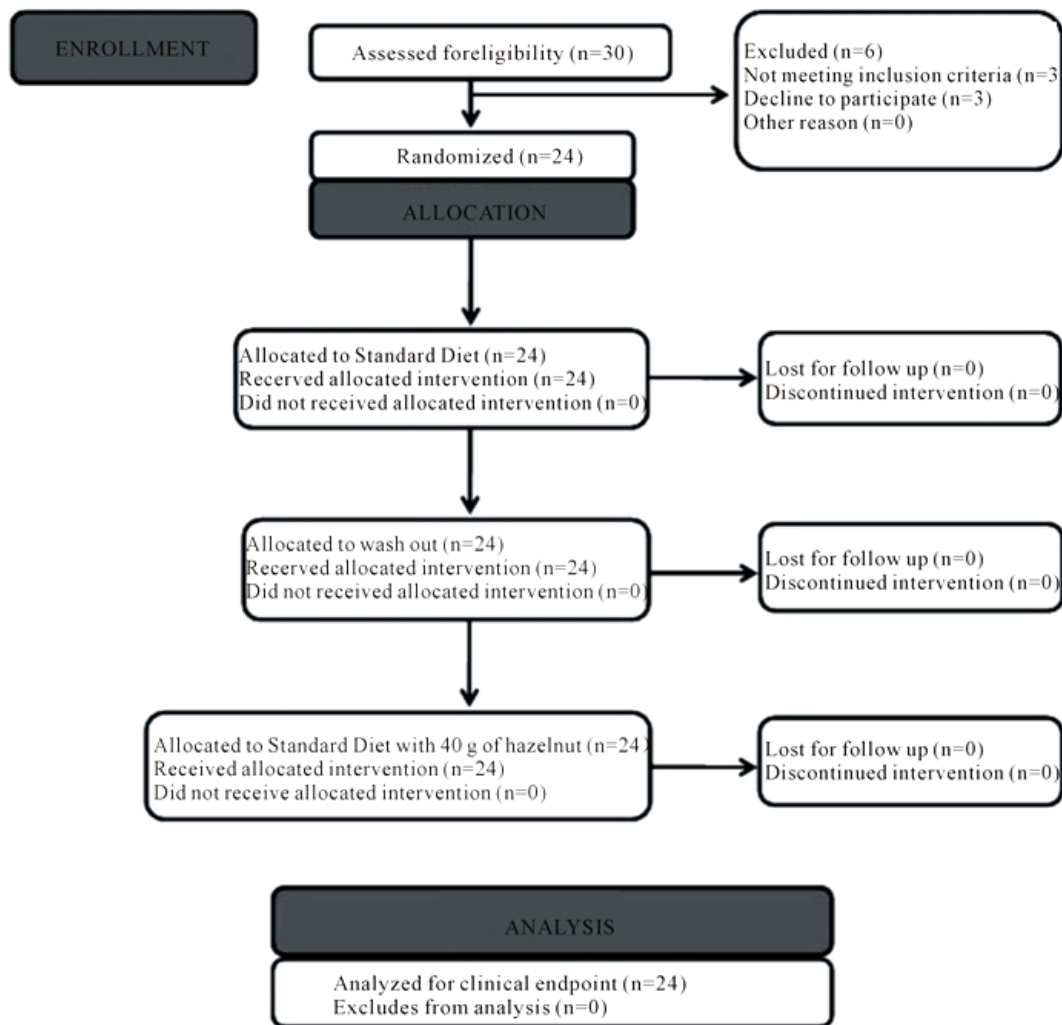 ENROLLMENT
Assessed foreligibility (n=30)
Excluded (n=6)
Not meeting inclusion criteria (n=3
Decline to participate (n=3)
Other reason (n=0)
Randomized (n=24)
ALLOCATION
Allocated to Standard Diet (n=24)
Recerved allocated intervention (n=24)
Did not received allocated intervention (n=0)
Lost for follow up (n=0)
Discontinued intervention (n=0)
Allocated to wash out (n=24)
Recerved allocated intervention (n=24)
Did not received allocated intervention (n=0)
Lost for follow up (n=0)
Discontinued intervention (n=0)
Allocated to Standard Diet with 40 g of hazelnut (n=24)
Received allocated intervention (n=24)
Did not receive allocated intervention (n=0)
Lost for follow up (n=0)
Discontinued intervention (n=0)
ANALYSIS
Analyzed for clinical endpoint (n=24)
Excludes from analysis (n=0)